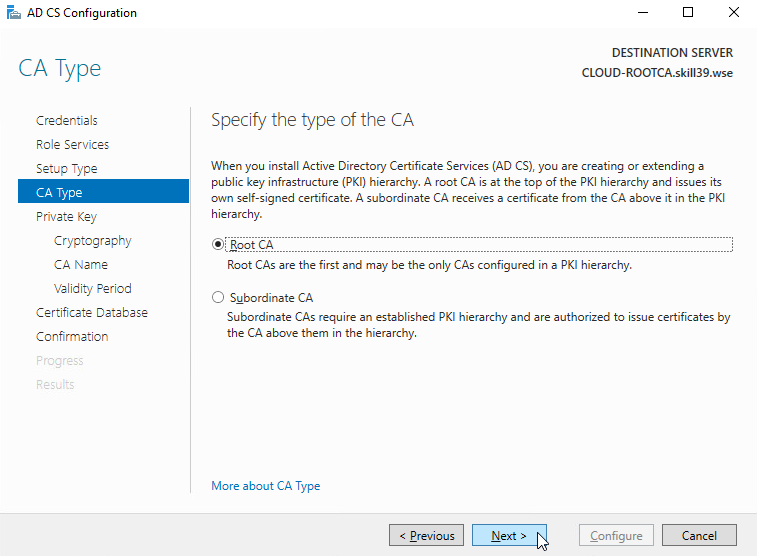 AD CS Configuration
CA Type
DESTINATION SERVER
CLOUD-ROOTCA.skill39.wse
Credentials
Role Services
Setup Type
CA Type
Private Key
Cryptography
CA Name
Validity Period
Certificate Database
Confirmation
Progress
Results
Specify the type of the CA
When you install Active Directory Certificate Services (AD CS), you are creating or extending a
public key infrastructure (PKI) hierarchy. A root CA is at the top of the PKI hierarchy and issues its
own self-signed certificate. A subordinate CA receives a certificate from the CA above it in the PKI
hierarchy.
Root CA
Root CAs are the first and may be the only CAs configured in a PKI hierarchy.
Subordinate CA
Subordinate CAs require an established PKI hierarchy and are authorized to issue certificates by
the CA above them in the hierarchy.
More about CA Type
< Previous
Next >
Configure
Cancel